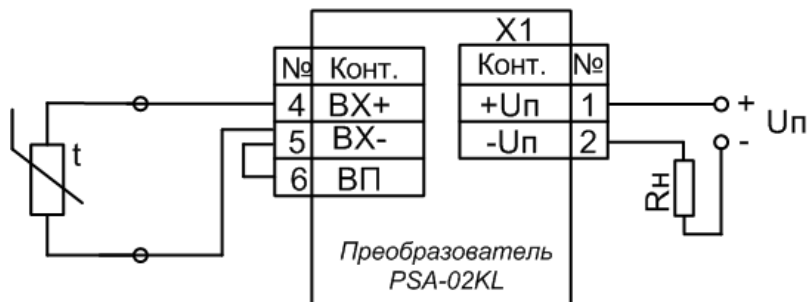 X1
№ Конт.
Конт. №
4 ВХ+
+Uп 1
+
Uп
5 ВХ-
-Uп 2
-
6 ВП
t
Rн
Преобразователь
PSA-02KL